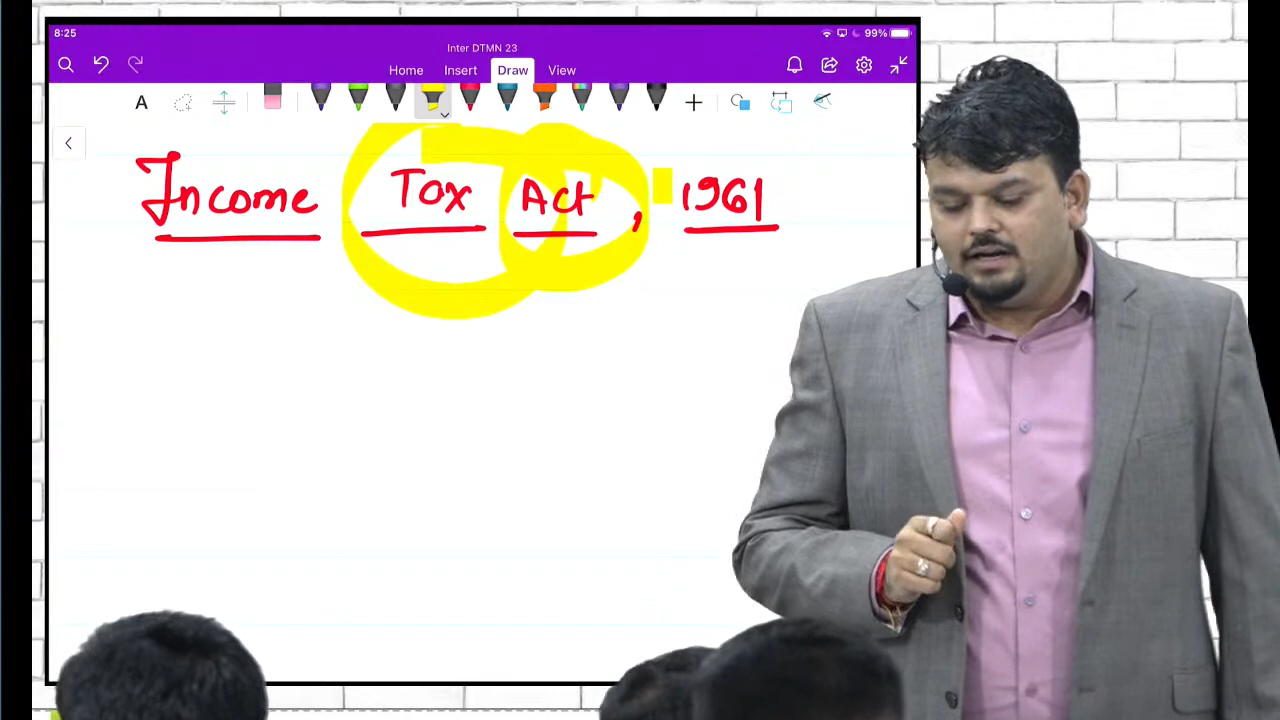 8:25
99%
Inter DTMN 23
Home Insert Draw View
A
Income Tax Act, 1961